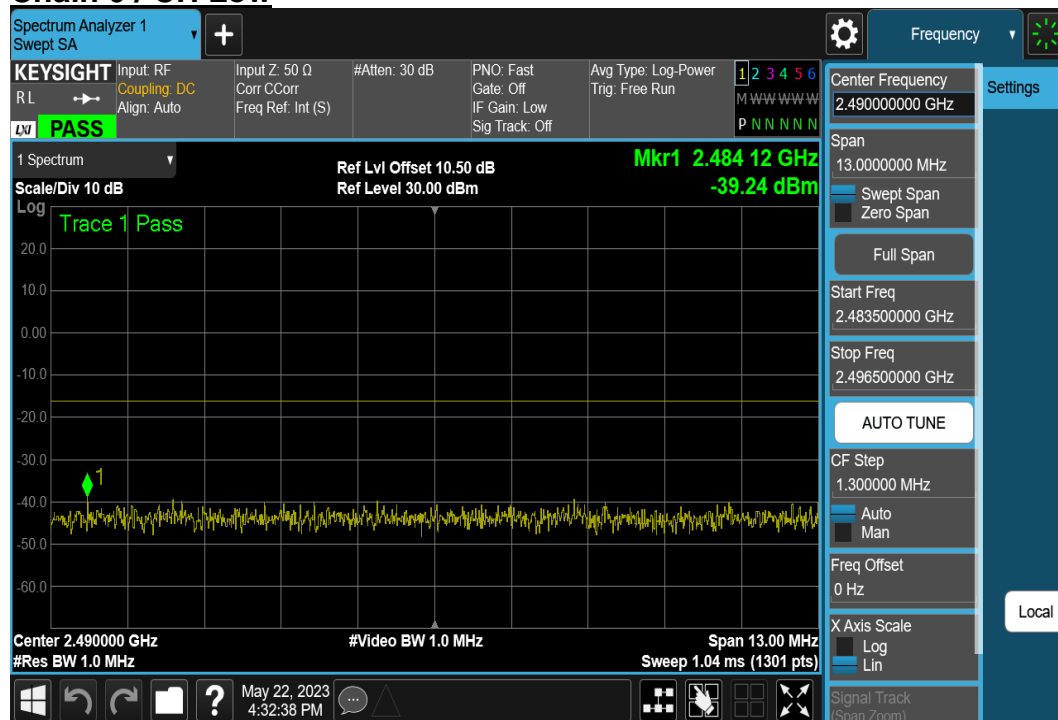 Spectrum Analyzer 1
Swept SA
+
Frequency
KEYSIGHT
RL
LXI PASS
Input: RF
Coupling: DC
Align: Auto
Input Z: 50 Ω
Corr CCorr
Freq Ref: Int (S)
#Atten: 30 dB
PNO: Fast
Gate: Off
IF Gain: Low
Sig Track: Off
Avg Type: Log-Power
Trig: Free Run
1 2 3 4 5 6
M W W W W W
P N N N N N
1 Spectrum
Scale/Div 10 dB
Ref Lvl Offset 10.50 dB
Ref Level 30.00 dBm
Mkr1 2.484 12 GHz
-39.24 dBm
Log
Trace 1 Pass
20.0
10.0
0.00
-10.0
-20.0
-30.0
-40.0
-50.0
-60.0
1
Center 2.490000 GHz
#Res BW 1.0 MHz
#Video BW 1.0 MHz
Span 13.00 MHz
Sweep 1.04 ms (1301 pts)
?
May 22, 2023
4:32:38 PM
Center Frequency
2.490000000 GHz
Span
13.0000000 MHz
Swept Span
Zero Span
Full Span
Start Freq
2.483500000 GHz
Stop Freq
2.496500000 GHz
AUTO TUNE
CF Step
1.300000 MHz
Auto
Man
Freq Offset
0 Hz
X Axis Scale
Log
Lin
Signal Track
(Span Zoom)
Settings
Local